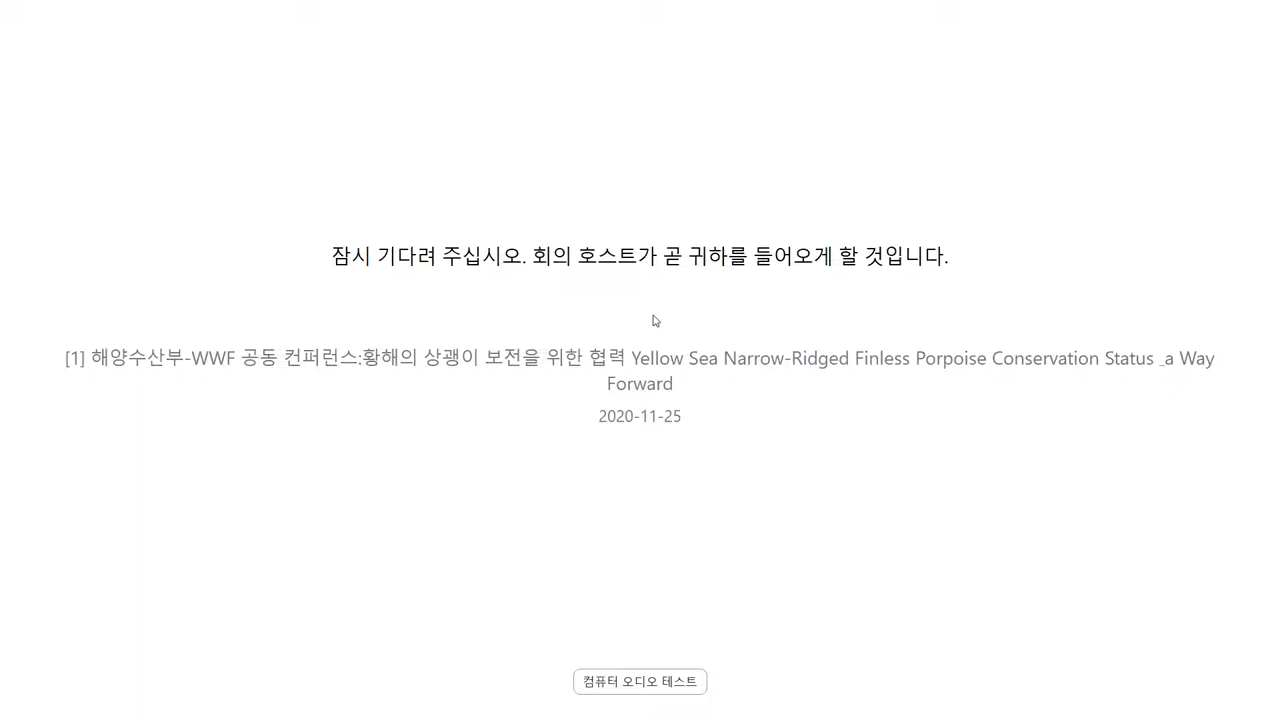 잠시 기다려 주십시오. 회의 호스트가 곧 귀하를 들어오게 할 것입니다.
[1] 해양수산부-WWF 공동 컨퍼런스:황해의 상괭이 보전을 위한 협력 Yellow Sea Narrow-Ridged Finless Porpoise Conservation Status _a Way
Forward
2020-11-25
컴퓨터 오디오 테스트